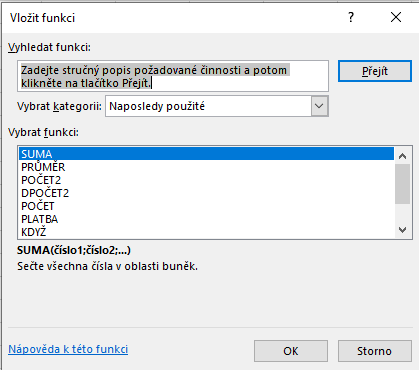 Vložit funkci ? ×
Vyhledat funkci:
Zadejte stručný popis požadované činnosti a potom
klikněte na tlačítko Přejít.
Přejít
Vybrat kategorii: Naposledy použité
Vybrat funkci:
SUMA
PRŮMĚR
POČET2
DPOČET2
POČET
PLATBA
KDYŽ
SUMA(číslo1;číslo2;...)
Sečte všechna čísla v oblasti buněk.
Nápověda k této funkci
OK Storno